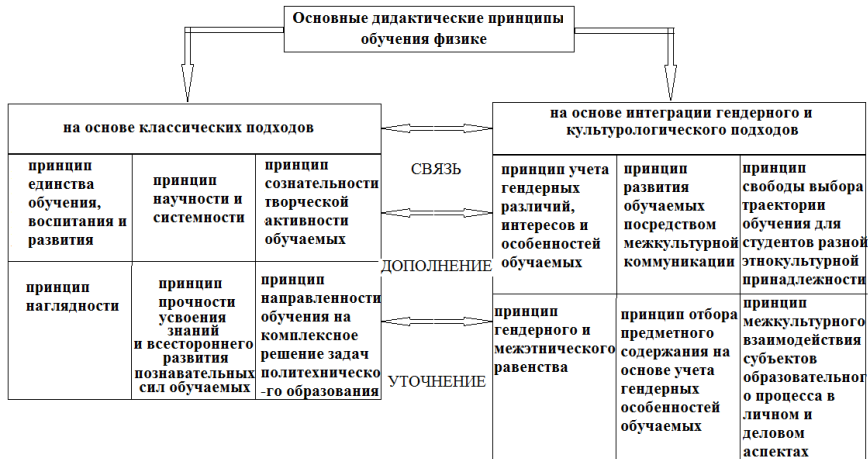 Основные дидактические принципы
обучения физике
на основе классических подходов
на основе интеграции гендерного и
культурологического подходов
принцип
единства
обучения,
воспитания и
развития
принцип
научности и
системности
принцип
сознательности
творческой
активности
обучаемых
СВЯЗЬ
принцип учета
гендерных
различий,
интересов и
особенностей
обучаемых
принцип
развития
обучаемых
посредством
межкультурной
коммуникации
принцип
свободы выбора
траектории
обучения для
студентов разной
этнокультурной
принадлежности
ДОПОЛНЕНИЕ
принцип
наглядности
принцип
прочности
усвоения
знаний
и всестороннего
развития
познавательных
сил обучаемых
принцип
направленности
обучения на
комплексное
решение задач
политехническо
-го образования
УТОЧНЕНИЕ
принцип
гендерного и
межэтнического
равенства
принцип отбора
предметного
содержания на
основе учета
гендерных
особенностей
обучаемых
принцип
межкультурного
взаимодействия
субъектов
образовательног
о процесса в
личном и
деловом
аспектах